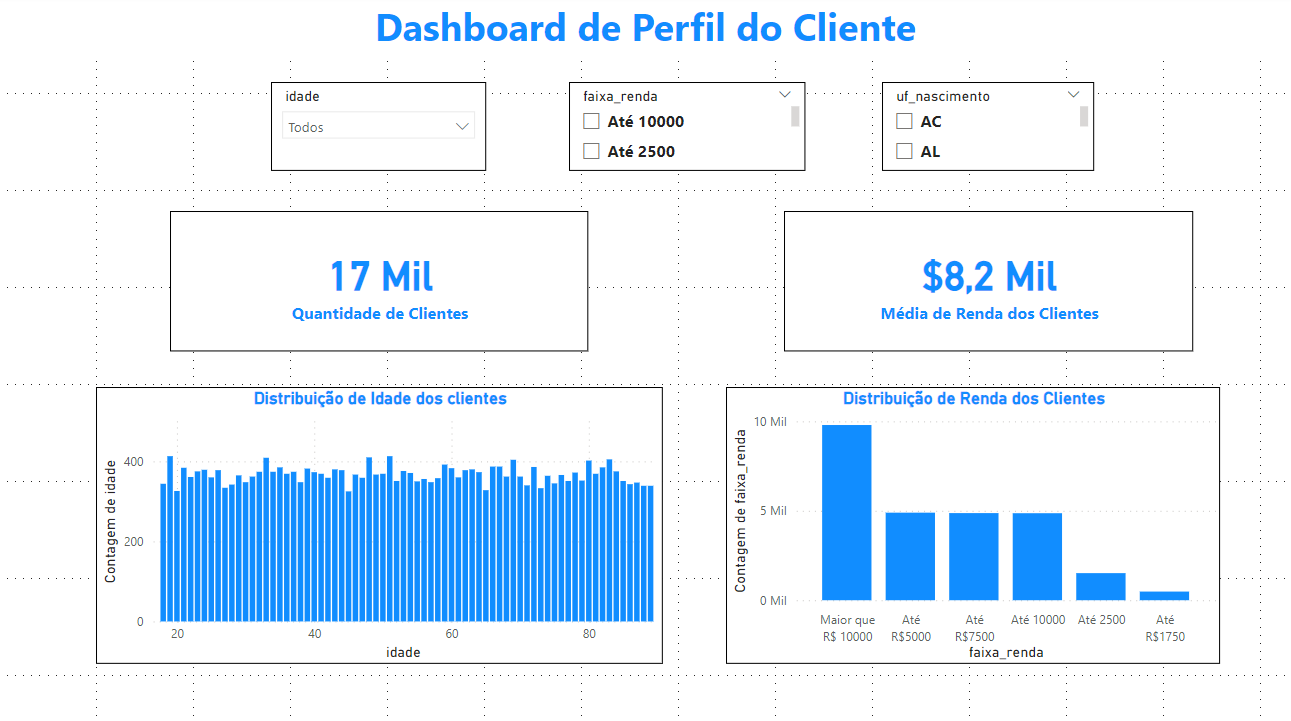 Dashboard de Perfil do Cliente
idade
Todos
faixa_renda
Até 10000
Até 2500
uf_nascimento
AC
AL
17 Mil
Quantidade de Clientes
$8,2 Mil
Média de Renda dos Clientes
Distribuição de Idade dos clientes
Contagem de idade
400
200
0
20 40 60 80
idade
Distribuição de Renda dos Clientes
Contagem de faixa_renda
10 Mil
5 Mil
0 Mil
Maior que R$ 10000
Até R$5000
Até R$7500
Até 10000
Até 2500
Até R$1750
faixa_renda